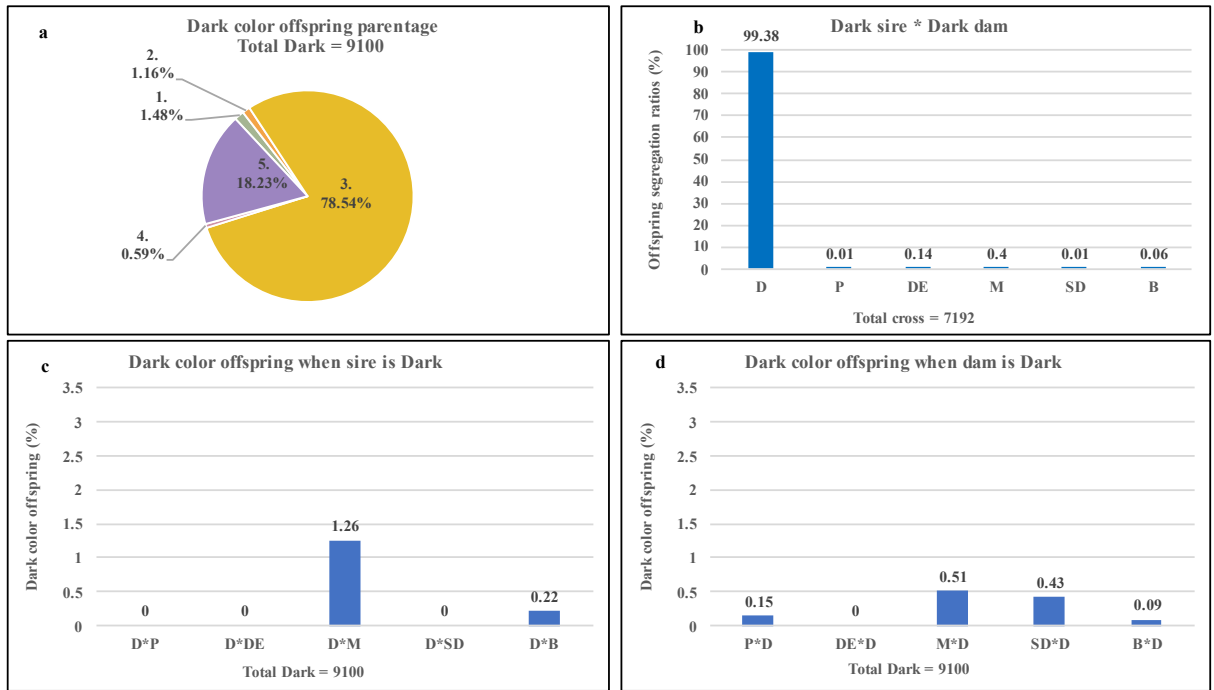 a
Dark color offspring parentage
Total Dark = 9100
2.
1.16%
1.
1.48%
5.
18.23%
3.
78.54%
4.
0.59%
b
Dark sire * Dark dam
Offspring segregation ratios (%)
100
90
80
70
60
50
40
30
20
10
0
99.38
0.01
0.14
0.4
0.01
0.06
D
P
DE
M
SD
B
Total cross = 7192
c
Dark color offspring when sire is Dark
Dark color offspring (%)
3.5
3
2.5
2
1.5
1
0.5
0
0
0
1.26
0
0.22
D*P
D*DE
D*M
D*SD
D*B
Total Dark = 9100
d
Dark color offspring when dam is Dark
Dark color offspring (%)
3.5
3
2.5
2
1.5
1
0.5
0
0.15
0
0.51
0.43
0.09
P*D
DE*D
M*D
SD*D
B*D
Total Dark = 9100